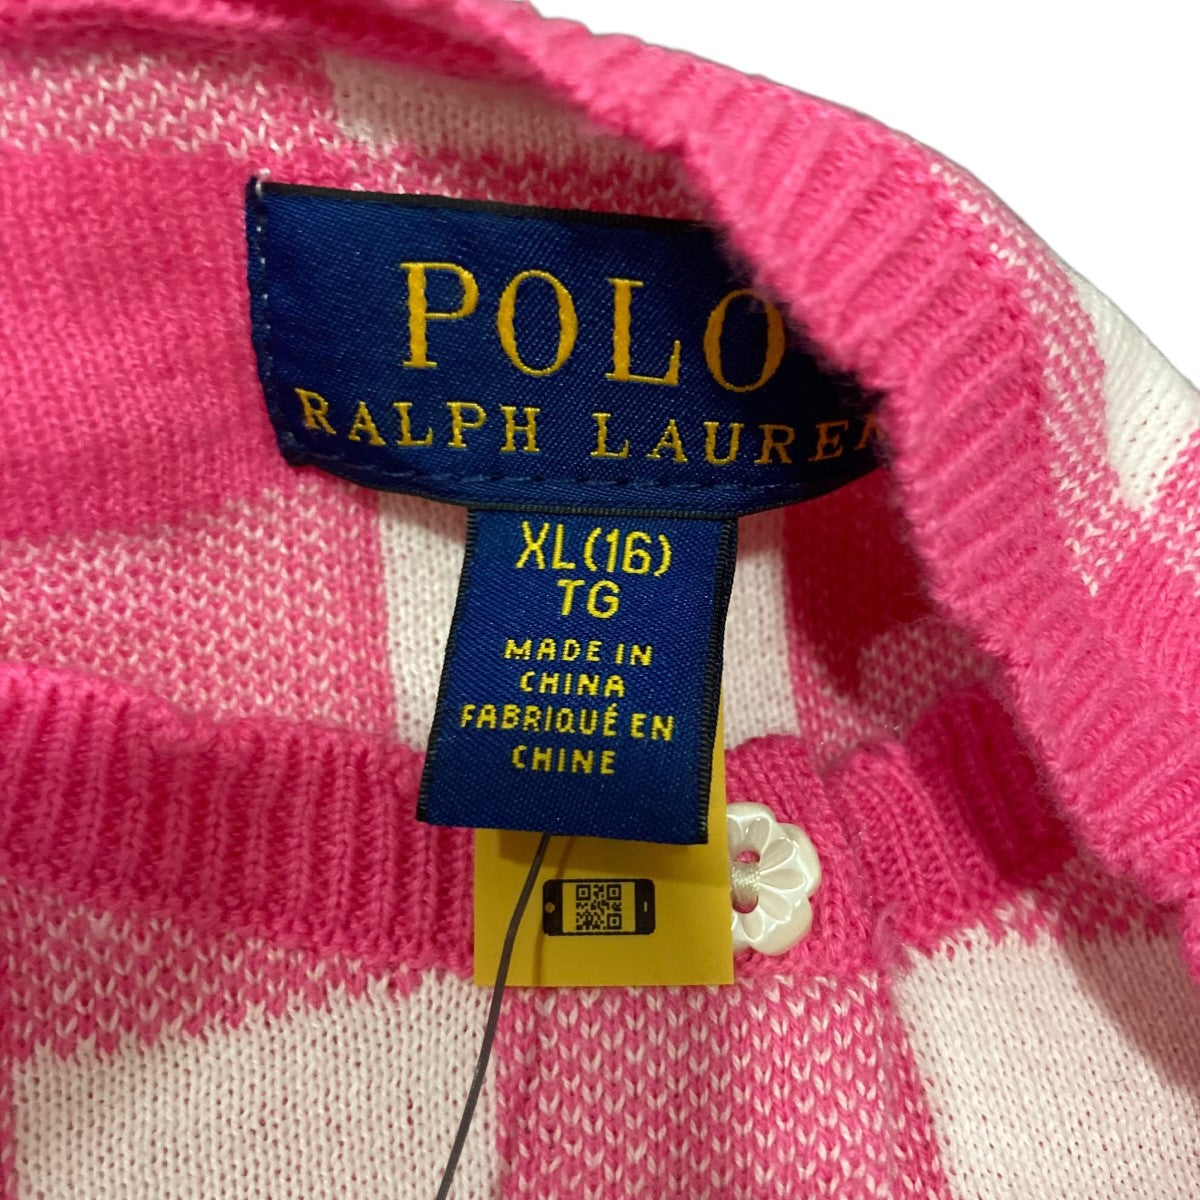 POLO
RALPH LAUREN
XL(16)
TG
MADE IN
CHINA
FABRIQUÉ EN
CHINE